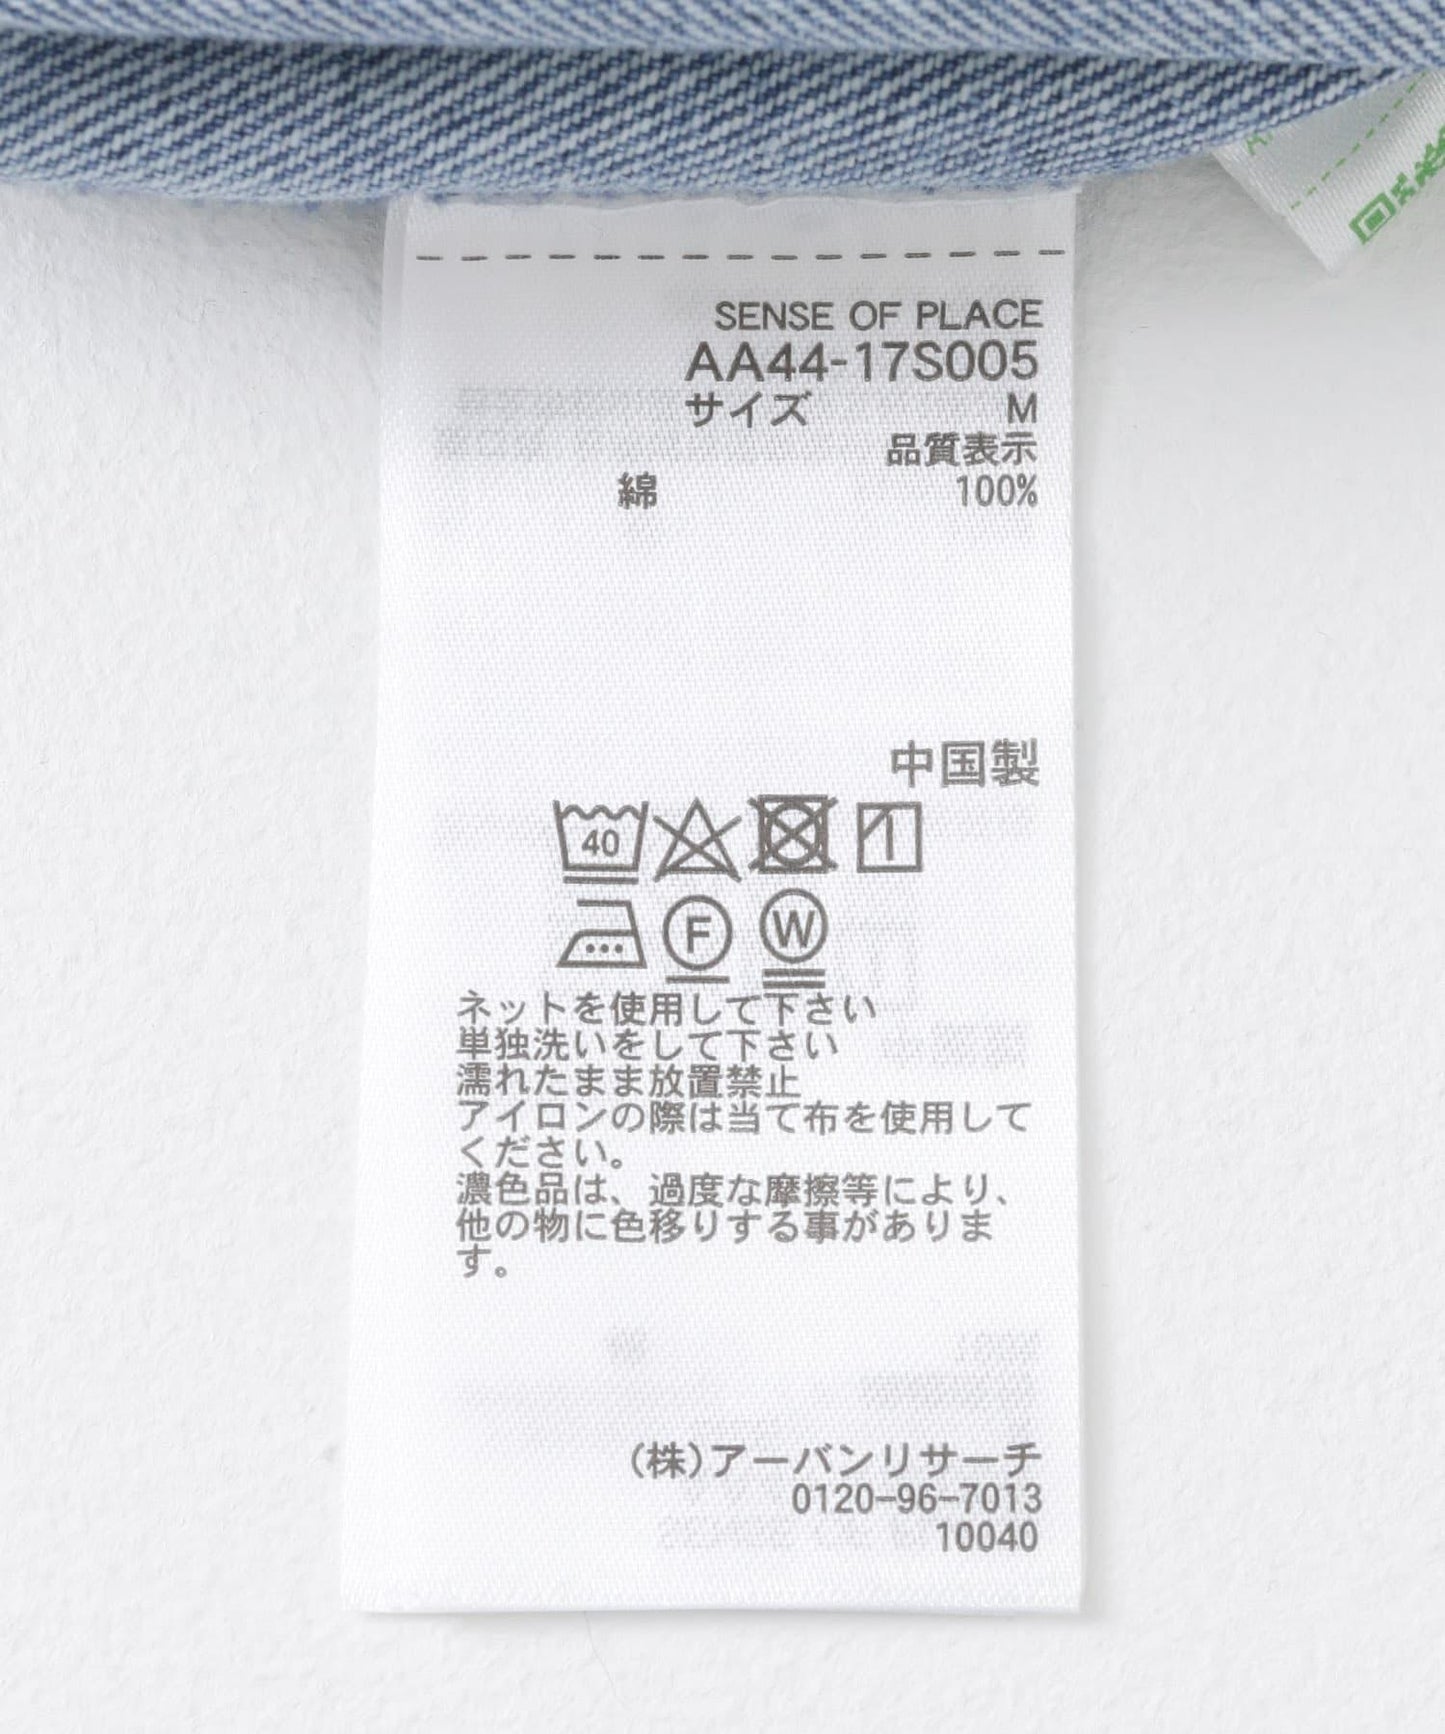 SENSE OF PLACE
AA44-17S005
サイズ M
品質表示
綿 100%
中国製
40
F W
ネットを使用して下さい
単独洗いをして下さい
濡れたまま放置禁止
アイロンの際は当て布を使用して
ください。
濃色品は、過度な摩擦等により、
他の物に色移りする事がありま
す。
(株)アーバンリサーチ
0120-96-7013
10040